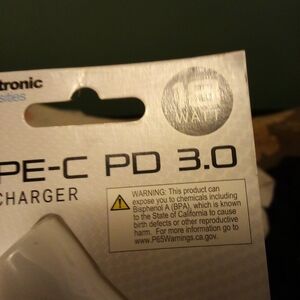 tronic
sities
18
WATT
PE-C PD 3.0
CHARGER
WARNING: This product can
expose you to chemicals including
Bisphenol A (BPA), which is known
to the State of California to cause
birth defects or other reproductive
harm. For more information go to
www.P65Warnings.ca.gov.